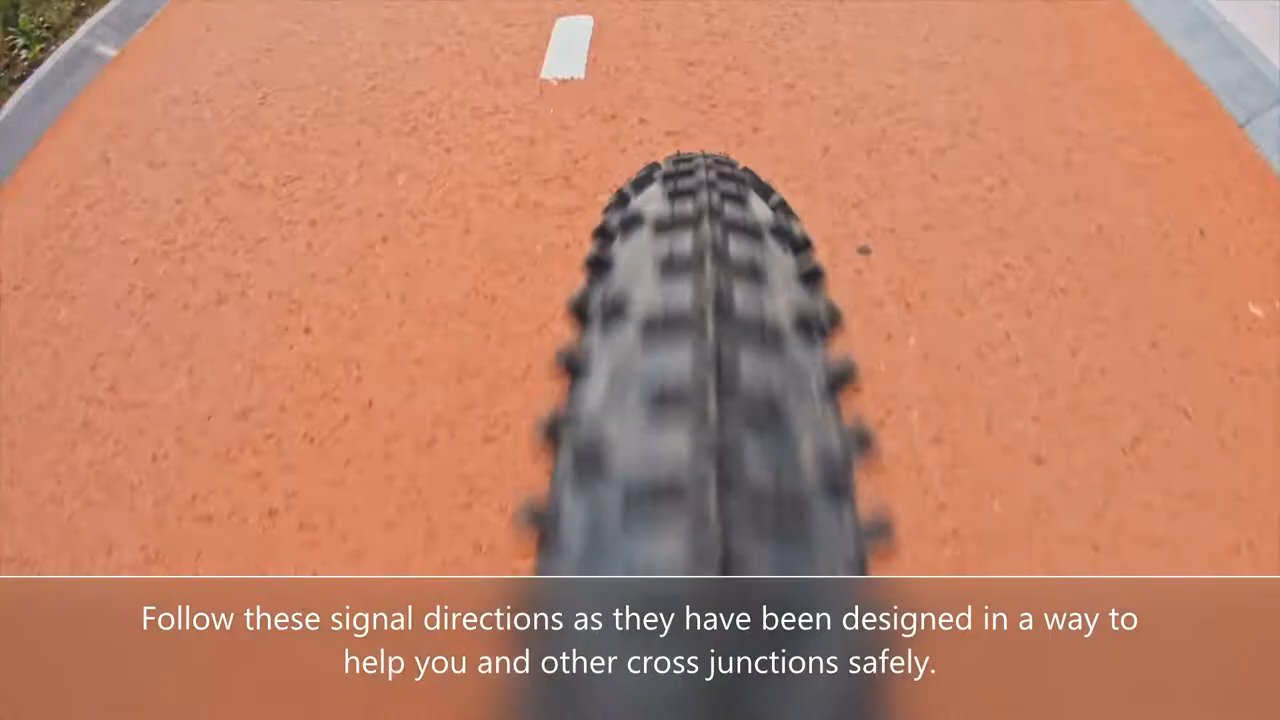 Follow these signal directions as they have been designed in a way to
help you and other cross junctions safely.